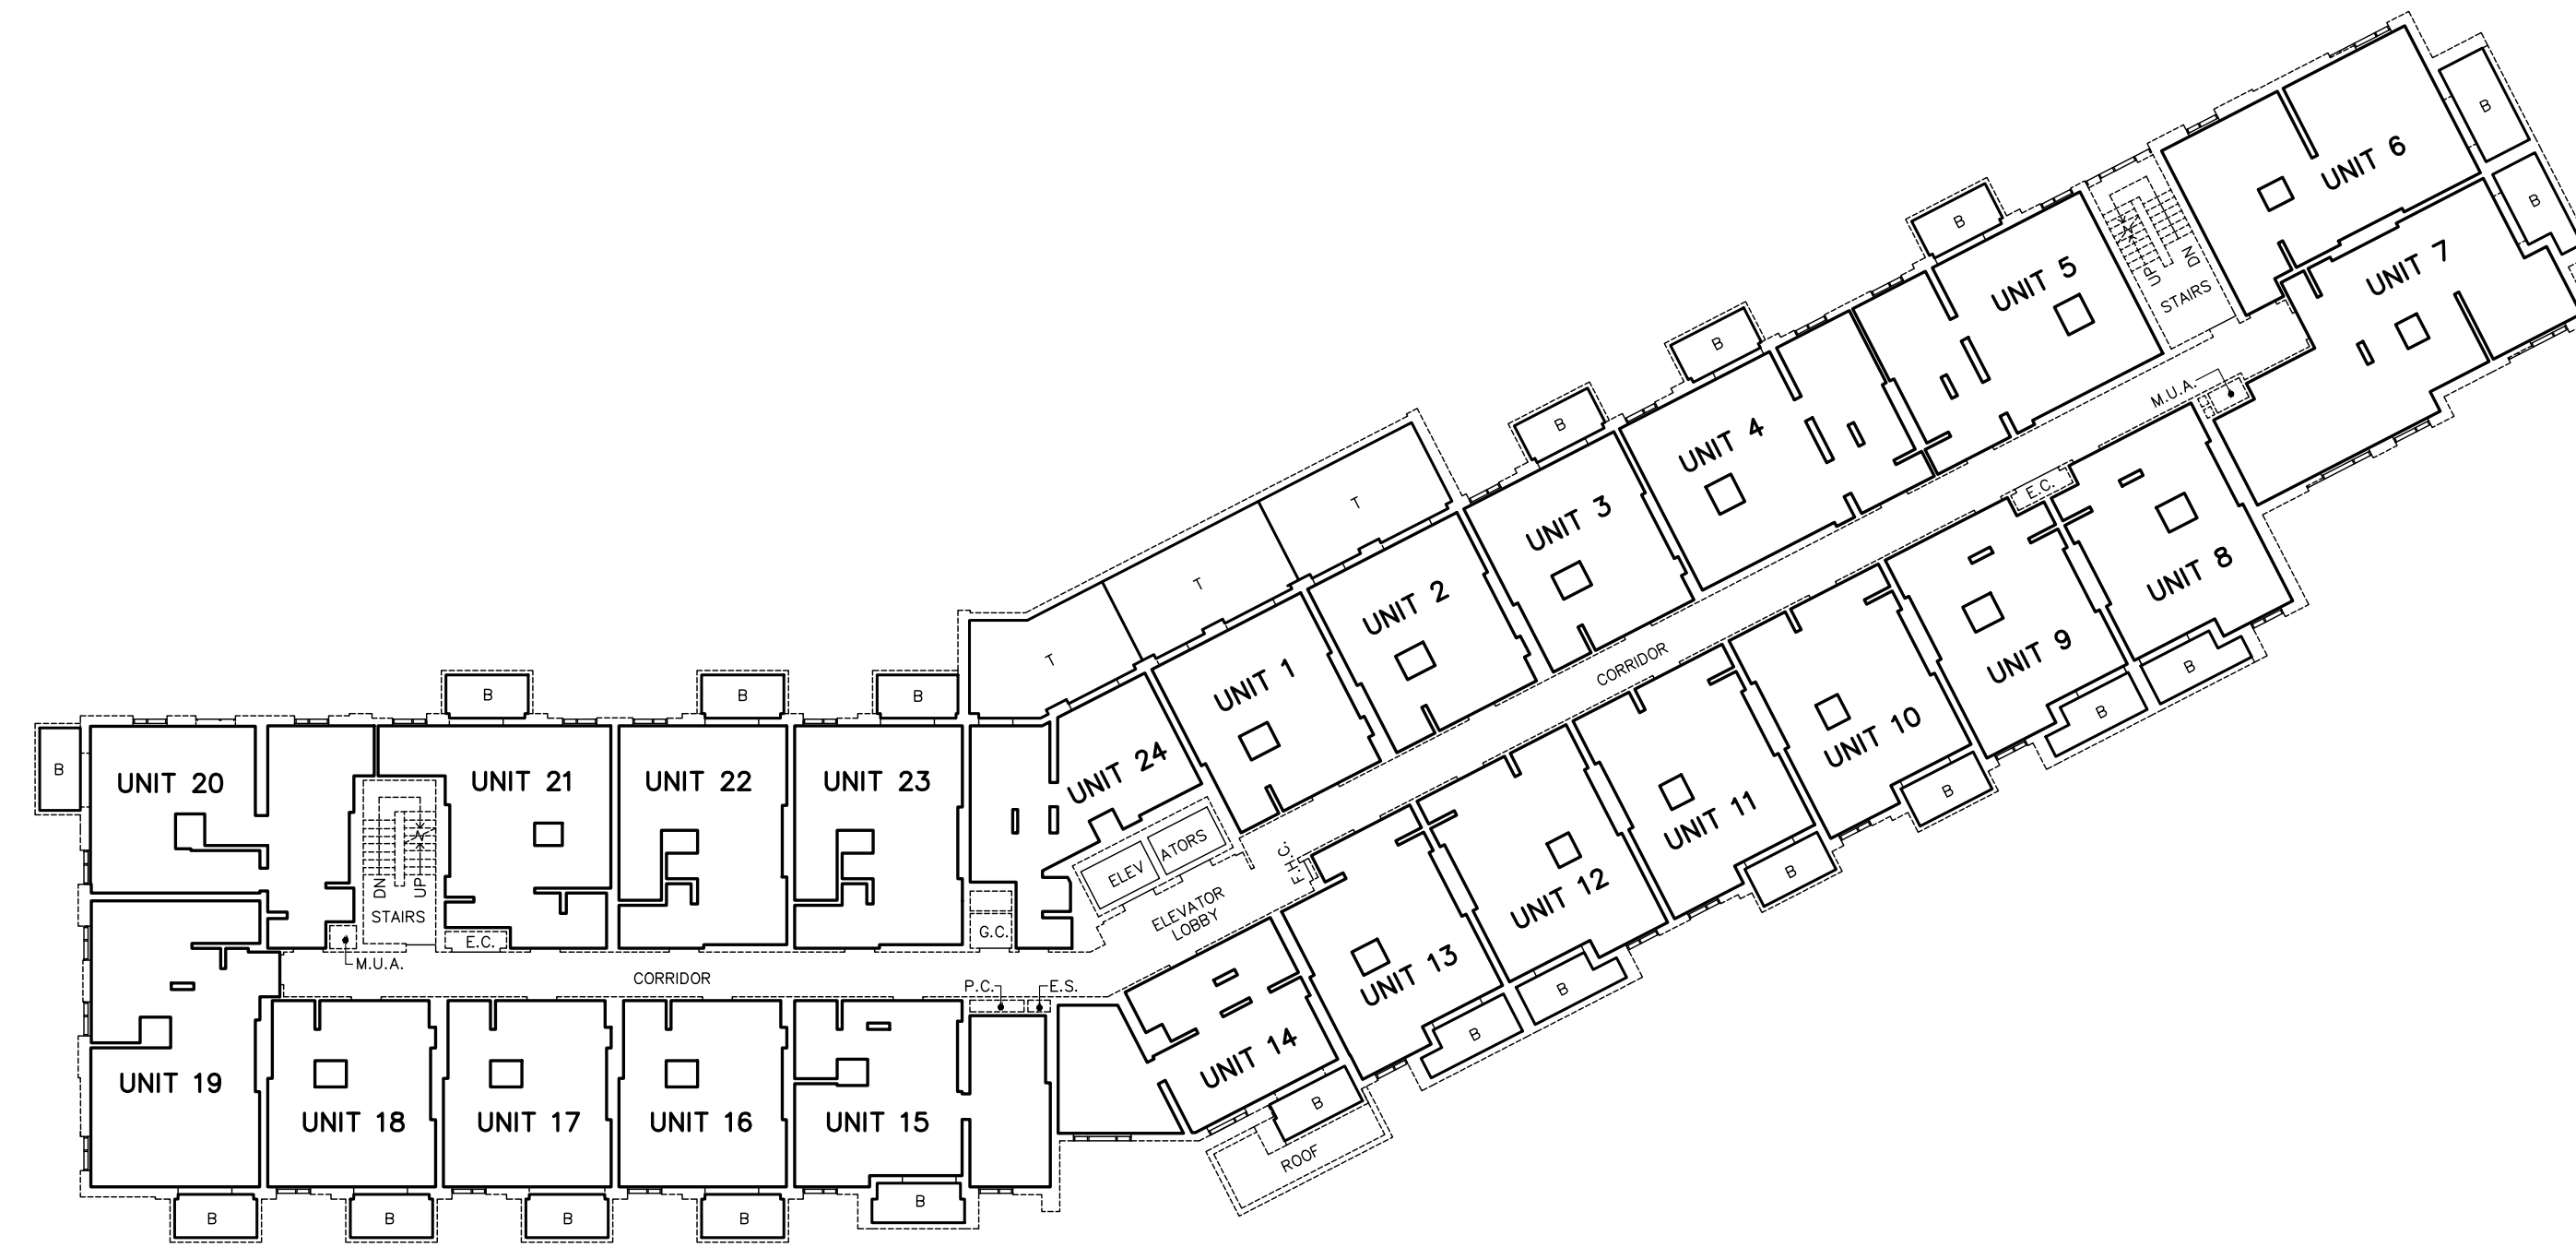 B
UNIT 6
B
UNIT 7
B
UNIT 5
UP
DN
STAIRS
M.U.A.
B
UNIT 4
B
UNIT 3
T
UNIT 2
T
UNIT 1
T
UNIT 24
E.C.
UNIT 8
B
UNIT 9
B
CORRIDOR
UNIT 10
B
UNIT 11
B
UNIT 12
B
F.H.C.
UNIT 13
B
ELEV
ATORS
ELEVATOR
LOBBY
UNIT 14
B
ROOF
B
B
B
B
UNIT 20
UNIT 21
UNIT 22
UNIT 23
DN
UP
STAIRS
E.C.
G.C.
M.U.A.
CORRIDOR
P.C.
E.S.
UNIT 19
UNIT 18
UNIT 17
UNIT 16
UNIT 15
B
B
B
B
B